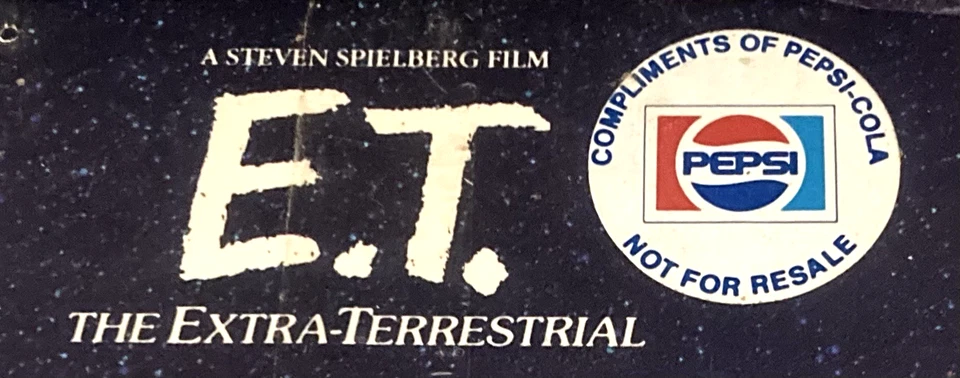 A STEVEN SPIELBERG FILM
E.T.
THE EXTRA-TERRESTRIAL
COMPLIMENTS OF PEPSI-COLA
PEPSI
NOT FOR RESALE